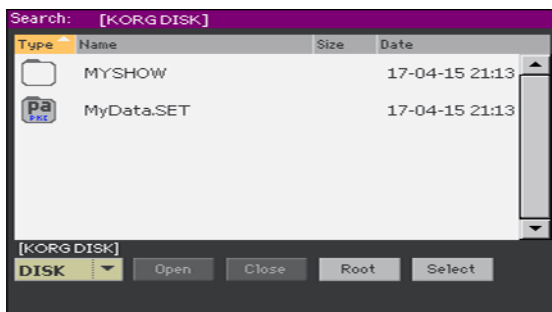 Search: [KORG DISK]
Type Name Size Date
MYSHOW 17-04-15 21:13
Pa PKG MyData.SET 17-04-15 21:13
[KORG DISK]
DISK Open Close Root Select